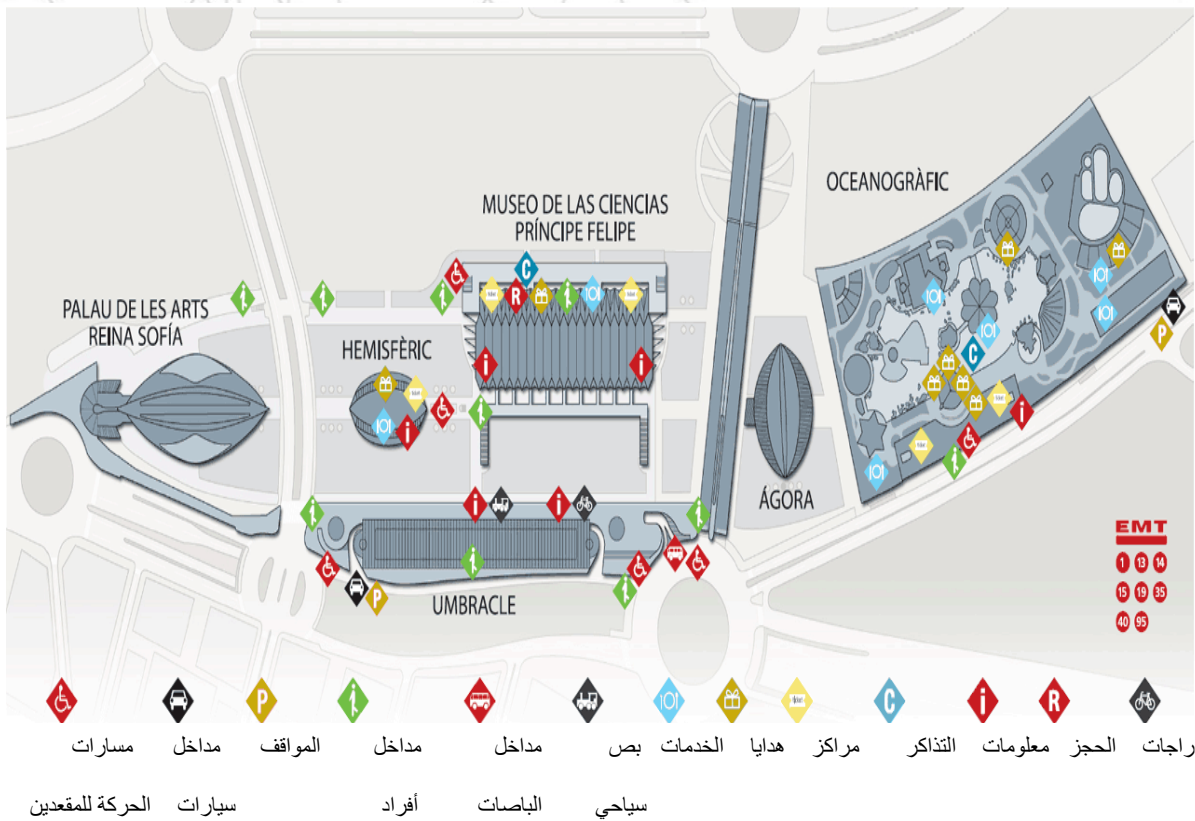 MUSEO DE LAS CIENCIAS
PRÍNCIPE FELIPE
OCEANOGRÀFIC
PALAU DE LES ARTS
REINA SOFÍA
HEMISFÈRIC
ÁGORA
UMBRACLE
C
R
i
i
i
i
i
C
i
P
P
EMT
1 13 14
15 19 35
40 95
P
C
i
R
راجات الحجز معلومات التذاكر مراكز هدايا الخدمات بص مداخل مداخل المواقف مداخل مسارات
سياحي الباصات أفراد سيارات الحركة للمقعدين